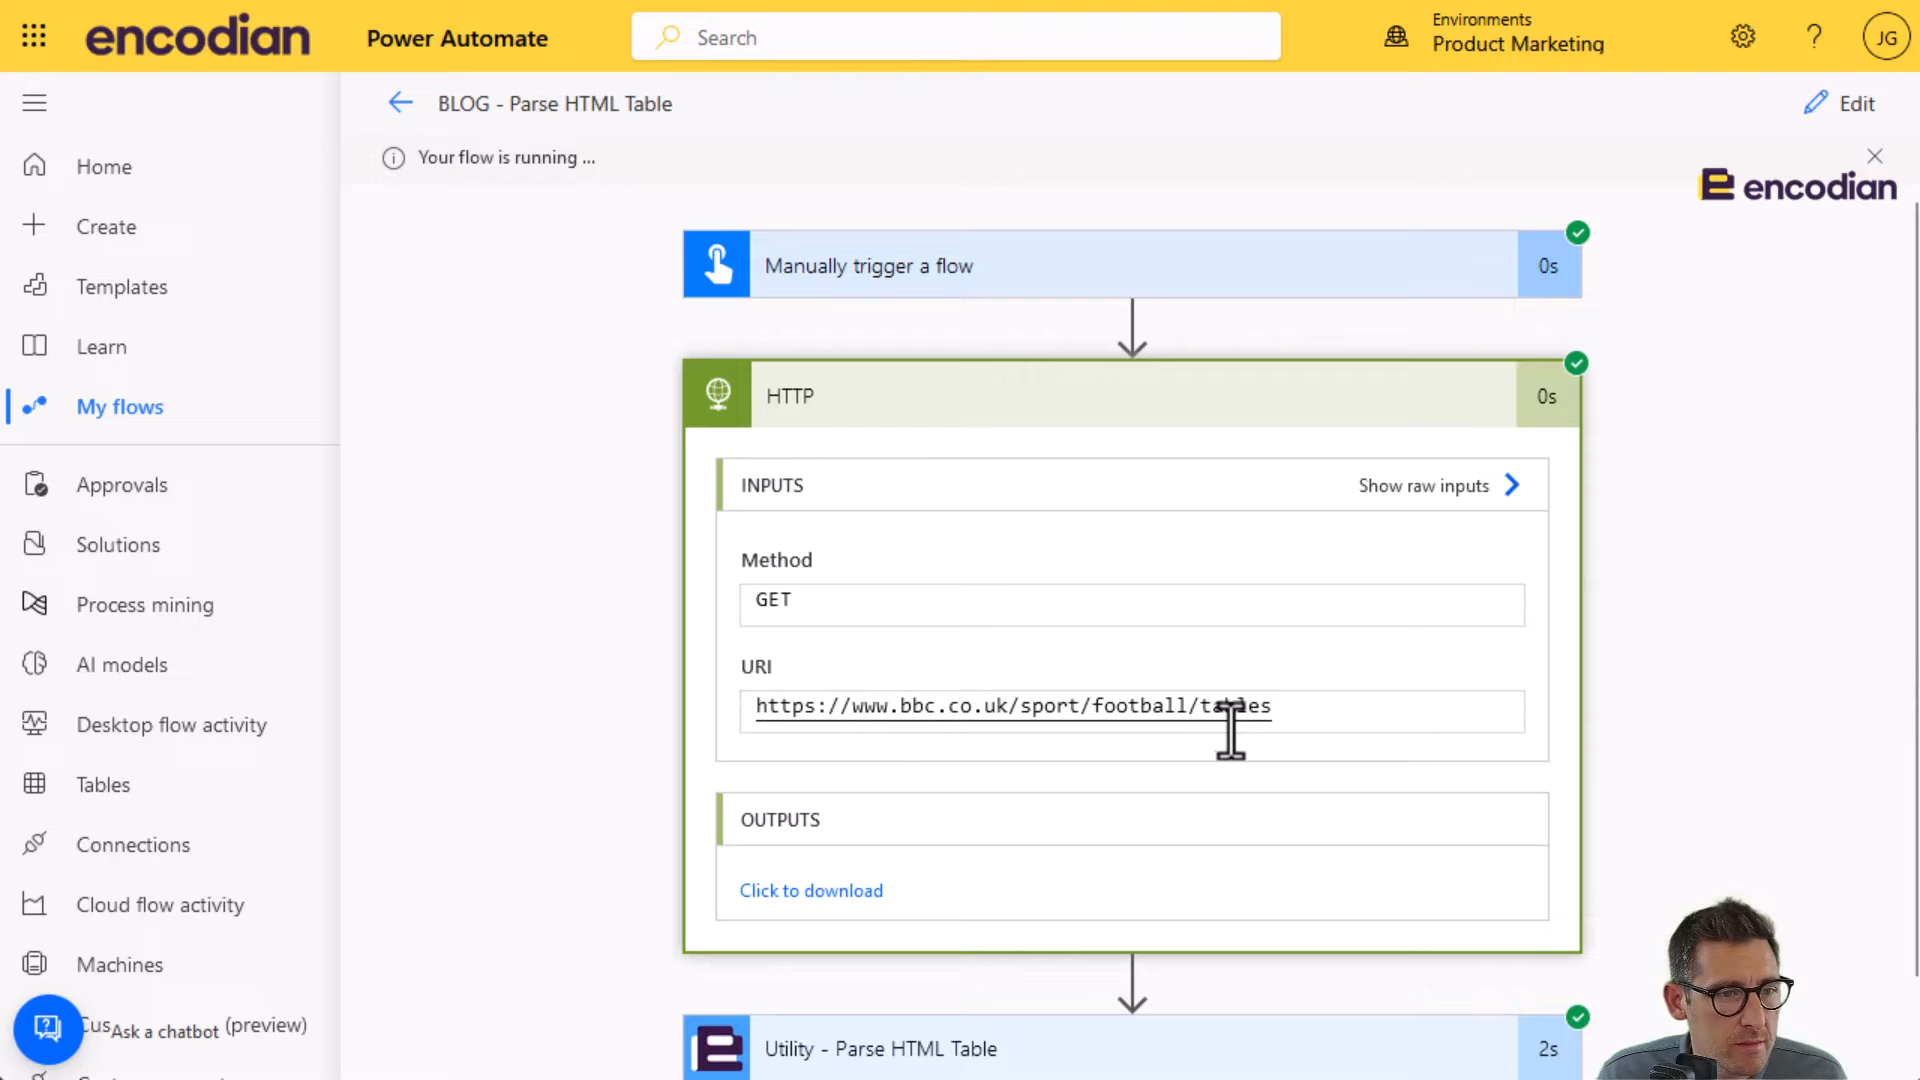 encodian
Power Automate
Search
Environments
Product Marketing
JG
BLOG - Parse HTML Table
Edit
Your flow is running ...
encodian
Home
Create
Templates
Learn
My flows
Approvals
Solutions
Process mining
AI models
Desktop flow activity
Tables
Connections
Cloud flow activity
Machines
Cus
Ask a chatbot
(preview)
Manually trigger a flow
0s
HTTP
0s
INPUTS
Show raw inputs
Method
GET
URI
https://www.bbc.co.uk/sport/football/tables
OUTPUTS
Click to download
Utility - Parse HTML Table
2s